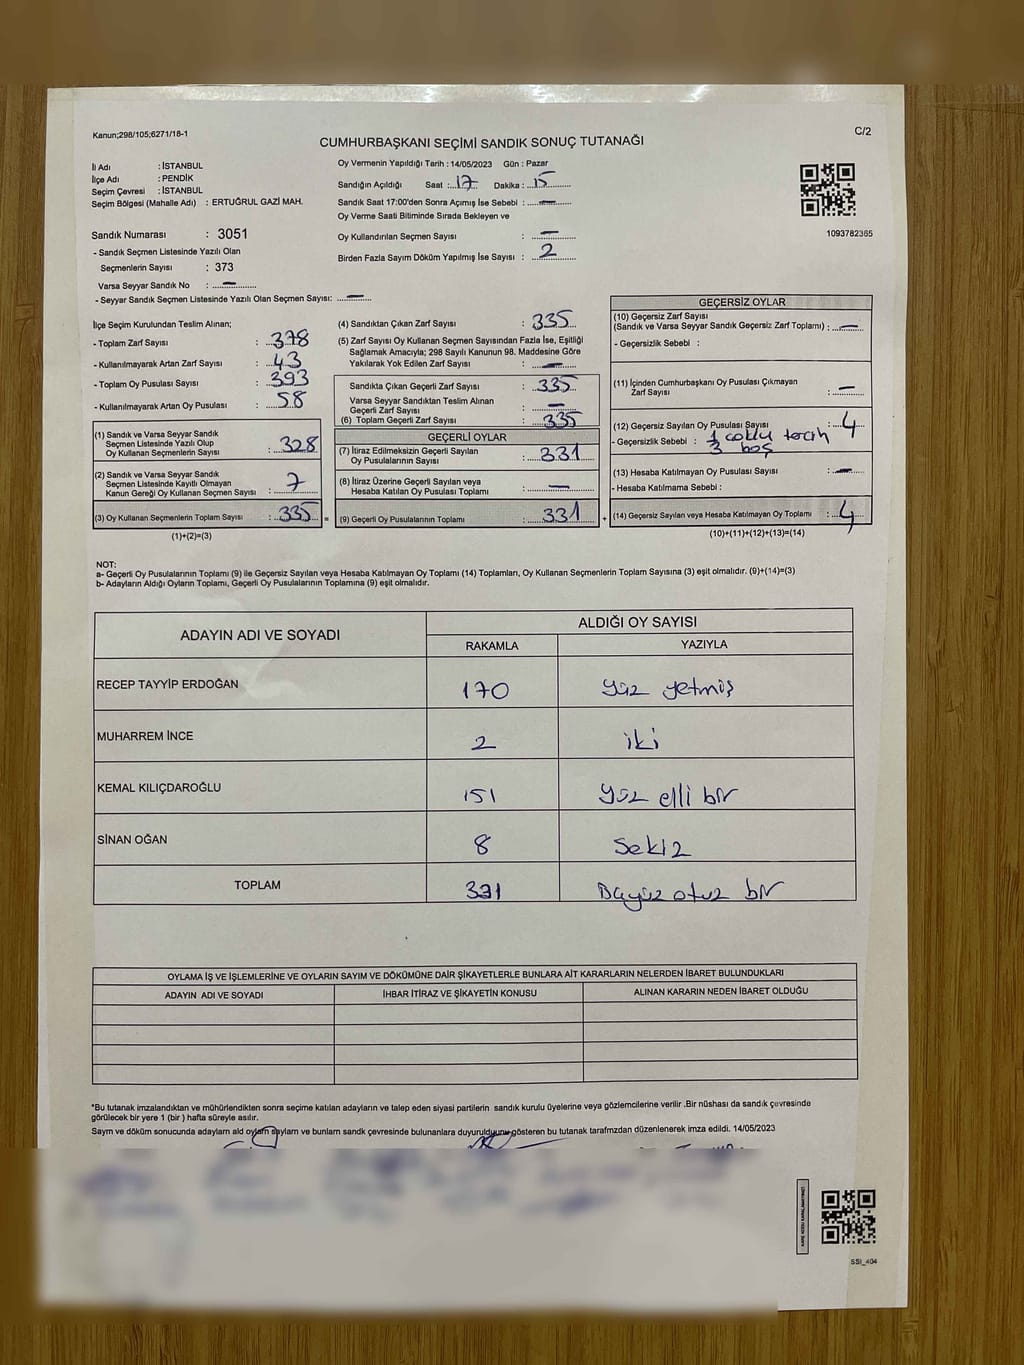 Kanun;298/105;6271/18-1
C/2
CUMHURBAŞKANI SEÇİMİ SANDIK SONUÇ TUTANAĞI
İl Adı : İSTANBUL
İlçe Adı : PENDİK
Seçim Çevresi : İSTANBUL
Seçim Bölgesi (Mahalle Adı) : ERTUĞRUL GAZİ MAH.
Sandık Numarası : 3051
- Sandık Seçmen Listesinde Yazılı Olan
Seçmenlerin Sayısı : 373
Varsa Seyyar Sandık No : —
- Seyyar Sandık Seçmen Listesinde Yazılı Olan Seçmen Sayısı: —
Oy Vermenin Yapıldığı Tarih : 14/05/2023 Gün : Pazar
Sandığın Açıldığı Saat : 17 Dakika : 15
Sandık Saat 17:00'den Sonra Açımış İse Sebebi : —
Oy Verme Saati Bitiminde Sırada Bekleyen ve
Oy Kullandırılan Seçmen Sayısı : —
Birden Fazla Sayım Döküm Yapılmış İse Sayısı : 2
1093782365
İlçe Seçim Kurulundan Teslim Alınan;
- Toplam Zarf Sayısı : 378
- Kullanılmayarak Artan Zarf Sayısı : 43
- Toplam Oy Pusulası Sayısı : 393
- Kullanılmayarak Artan Oy Pusulası : 58
(1) Sandık ve Varsa Seyyar Sandık
Seçmen Listesinde Yazılı Olup
Oy Kullanan Seçmenlerin Sayısı : 328
(2) Sandık ve Varsa Seyyar Sandık
Seçmen Listesinde Kayıtlı Olmayan
Kanun Gereği Oy Kullanan Seçmen Sayısı : 7
(3) Oy Kullanan Seçmenlerin Toplam Sayısı : 335
(1)+(2)=(3)
=
(4) Sandıktan Çıkan Zarf Sayısı : 335
(5) Zarf Sayısı Oy Kullanan Seçmen Sayısından Fazla İse, Eşitliği
Sağlamak Amacıyla; 298 Sayılı Kanunun 98. Maddesine Göre
Yakılarak Yok Edilen Zarf Sayısı : —
Sandıkta Çıkan Geçerli Zarf Sayısı : 335
Varsa Seyyar Sandıktan Teslim Alınan
Geçerli Zarf Sayısı : —
(6) Toplam Geçerli Zarf Sayısı : 335
GEÇERLİ OYLAR
(7) İtiraz Edilmeksizin Geçerli Sayılan
Oy Pusulalarının Sayısı : 331
(8) İtiraz Üzerine Geçerli Sayılan veya
Hesaba Katılan Oy Pusulası Toplamı : —
(9) Geçerli Oy Pusulalarının Toplamı : 331
+
GEÇERSİZ OYLAR
(10) Geçersiz Zarf Sayısı
(Sandık ve Varsa Seyyar Sandık Geçersiz Zarf Toplamı) : —
- Geçersizlik Sebebi :
(11) İçinden Cumhurbaşkanı Oy Pusulası Çıkmayan
Zarf Sayısı : —
(12) Geçersiz Sayılan Oy Pusulası Sayısı : 4
- Geçersizlik Sebebi : 1 çoklu tercih
3 boş
(13) Hesaba Katılmayan Oy Pusulası Sayısı : —
- Hesaba Katılmama Sebebi :
(14) Geçersiz Sayılan veya Hesaba Katılmayan Oy Toplamı : 4
(10)+(11)+(12)+(13)=(14)
NOT:
a- Geçerli Oy Pusulalarının Toplamı (9) ile Geçersiz Sayılan veya Hesaba Katılmayan Oy Toplamı (14) Toplamları, Oy Kullanan Seçmenlerin Toplam Sayısına (3) eşit olmalıdır. (9)+(14)=(3)
b- Adayların Aldığı Oyların Toplamı, Geçerli Oy Pusulalarının Toplamına (9) eşit olmalıdır.
ADAYIN ADI VE SOYADI ALDIĞI OY SAYISI
RAKAMLA YAZIYLA
RECEP TAYYİP ERDOĞAN 170 yüz yetmiş
MUHARREM İNCE 2 iki
KEMAL KILIÇDAROĞLU 151 yüz elli bir
SİNAN OĞAN 8 sekiz
TOPLAM 331 üçyüz otuz bir
OYLAMA İŞ VE İŞLEMLERİNE VE OYLARIN SAYIM VE DÖKÜMÜNE DAİR ŞİKAYETLERLE BUNLARA AİT KARARLARIN NELERDEN İBARET BULUNDUKLARI
ADAYIN ADI VE SOYADI İHBAR İTİRAZ VE ŞİKAYETİN KONUSU ALINAN KARARIN NEDEN İBARET OLDUĞU
*Bu tutanak imzalandıktan ve mühürlendikten sonra seçime katılan adayların ve talep eden siyasi partilerin sandık kurulu üyelerine veya gözlemcilerine verilir .Bir nüshası da sandık çevresinde
görülecek bir yere 1 (bir ) hafta süreyle asılır.
Sayım ve döküm sonucunda adayların aldı oyların sayıları ve bunların sandık çevresinde bulunanlara duyurulduğunu gösteren bu tutanak tarafımızdan düzenlenerek imza edildi. 14/05/2023
SSI_404